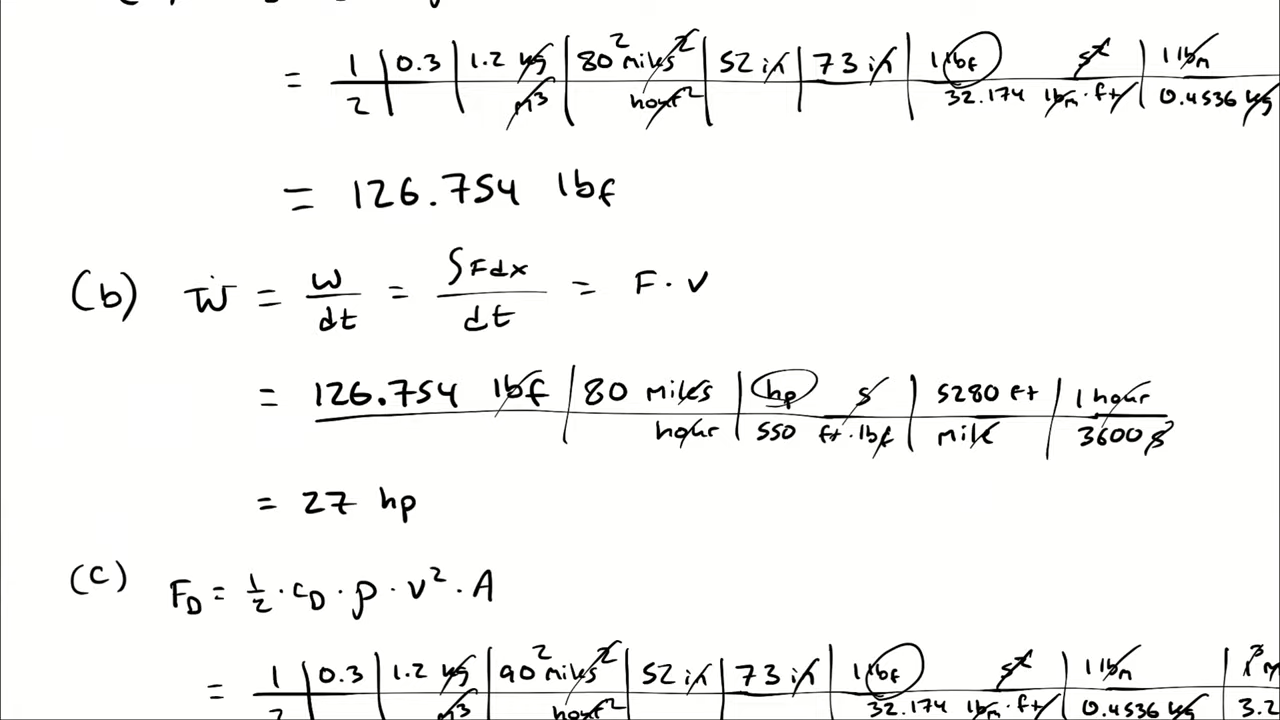 = 1 | 0.3 | 1.2 kg | 80² miles² | 52 in | 73 in | 1 lbf s² | 1 lbm
2 | m³ | hour² | 32.174 lbm · ft | 0.4536 kg
= 126.754 lbf
(b) Ẇ = W/dt = ∫Fdx/dt = F · v
= 126.754 lbf | 80 miles | hp s | 5280 ft | 1 hour
hour | 550 ft · lbf | mile | 3600 s
= 27 hp
(c) F_D = 1/2 · c_D · ρ · v² · A
= 1 | 0.3 | 1.2 kg | 90² miles² | 52 in | 73 in | 1 lbf s² | 1 lbm
2 | m³ | hour² | 32.174 lbm · ft | 0.4536 kg | 3.2